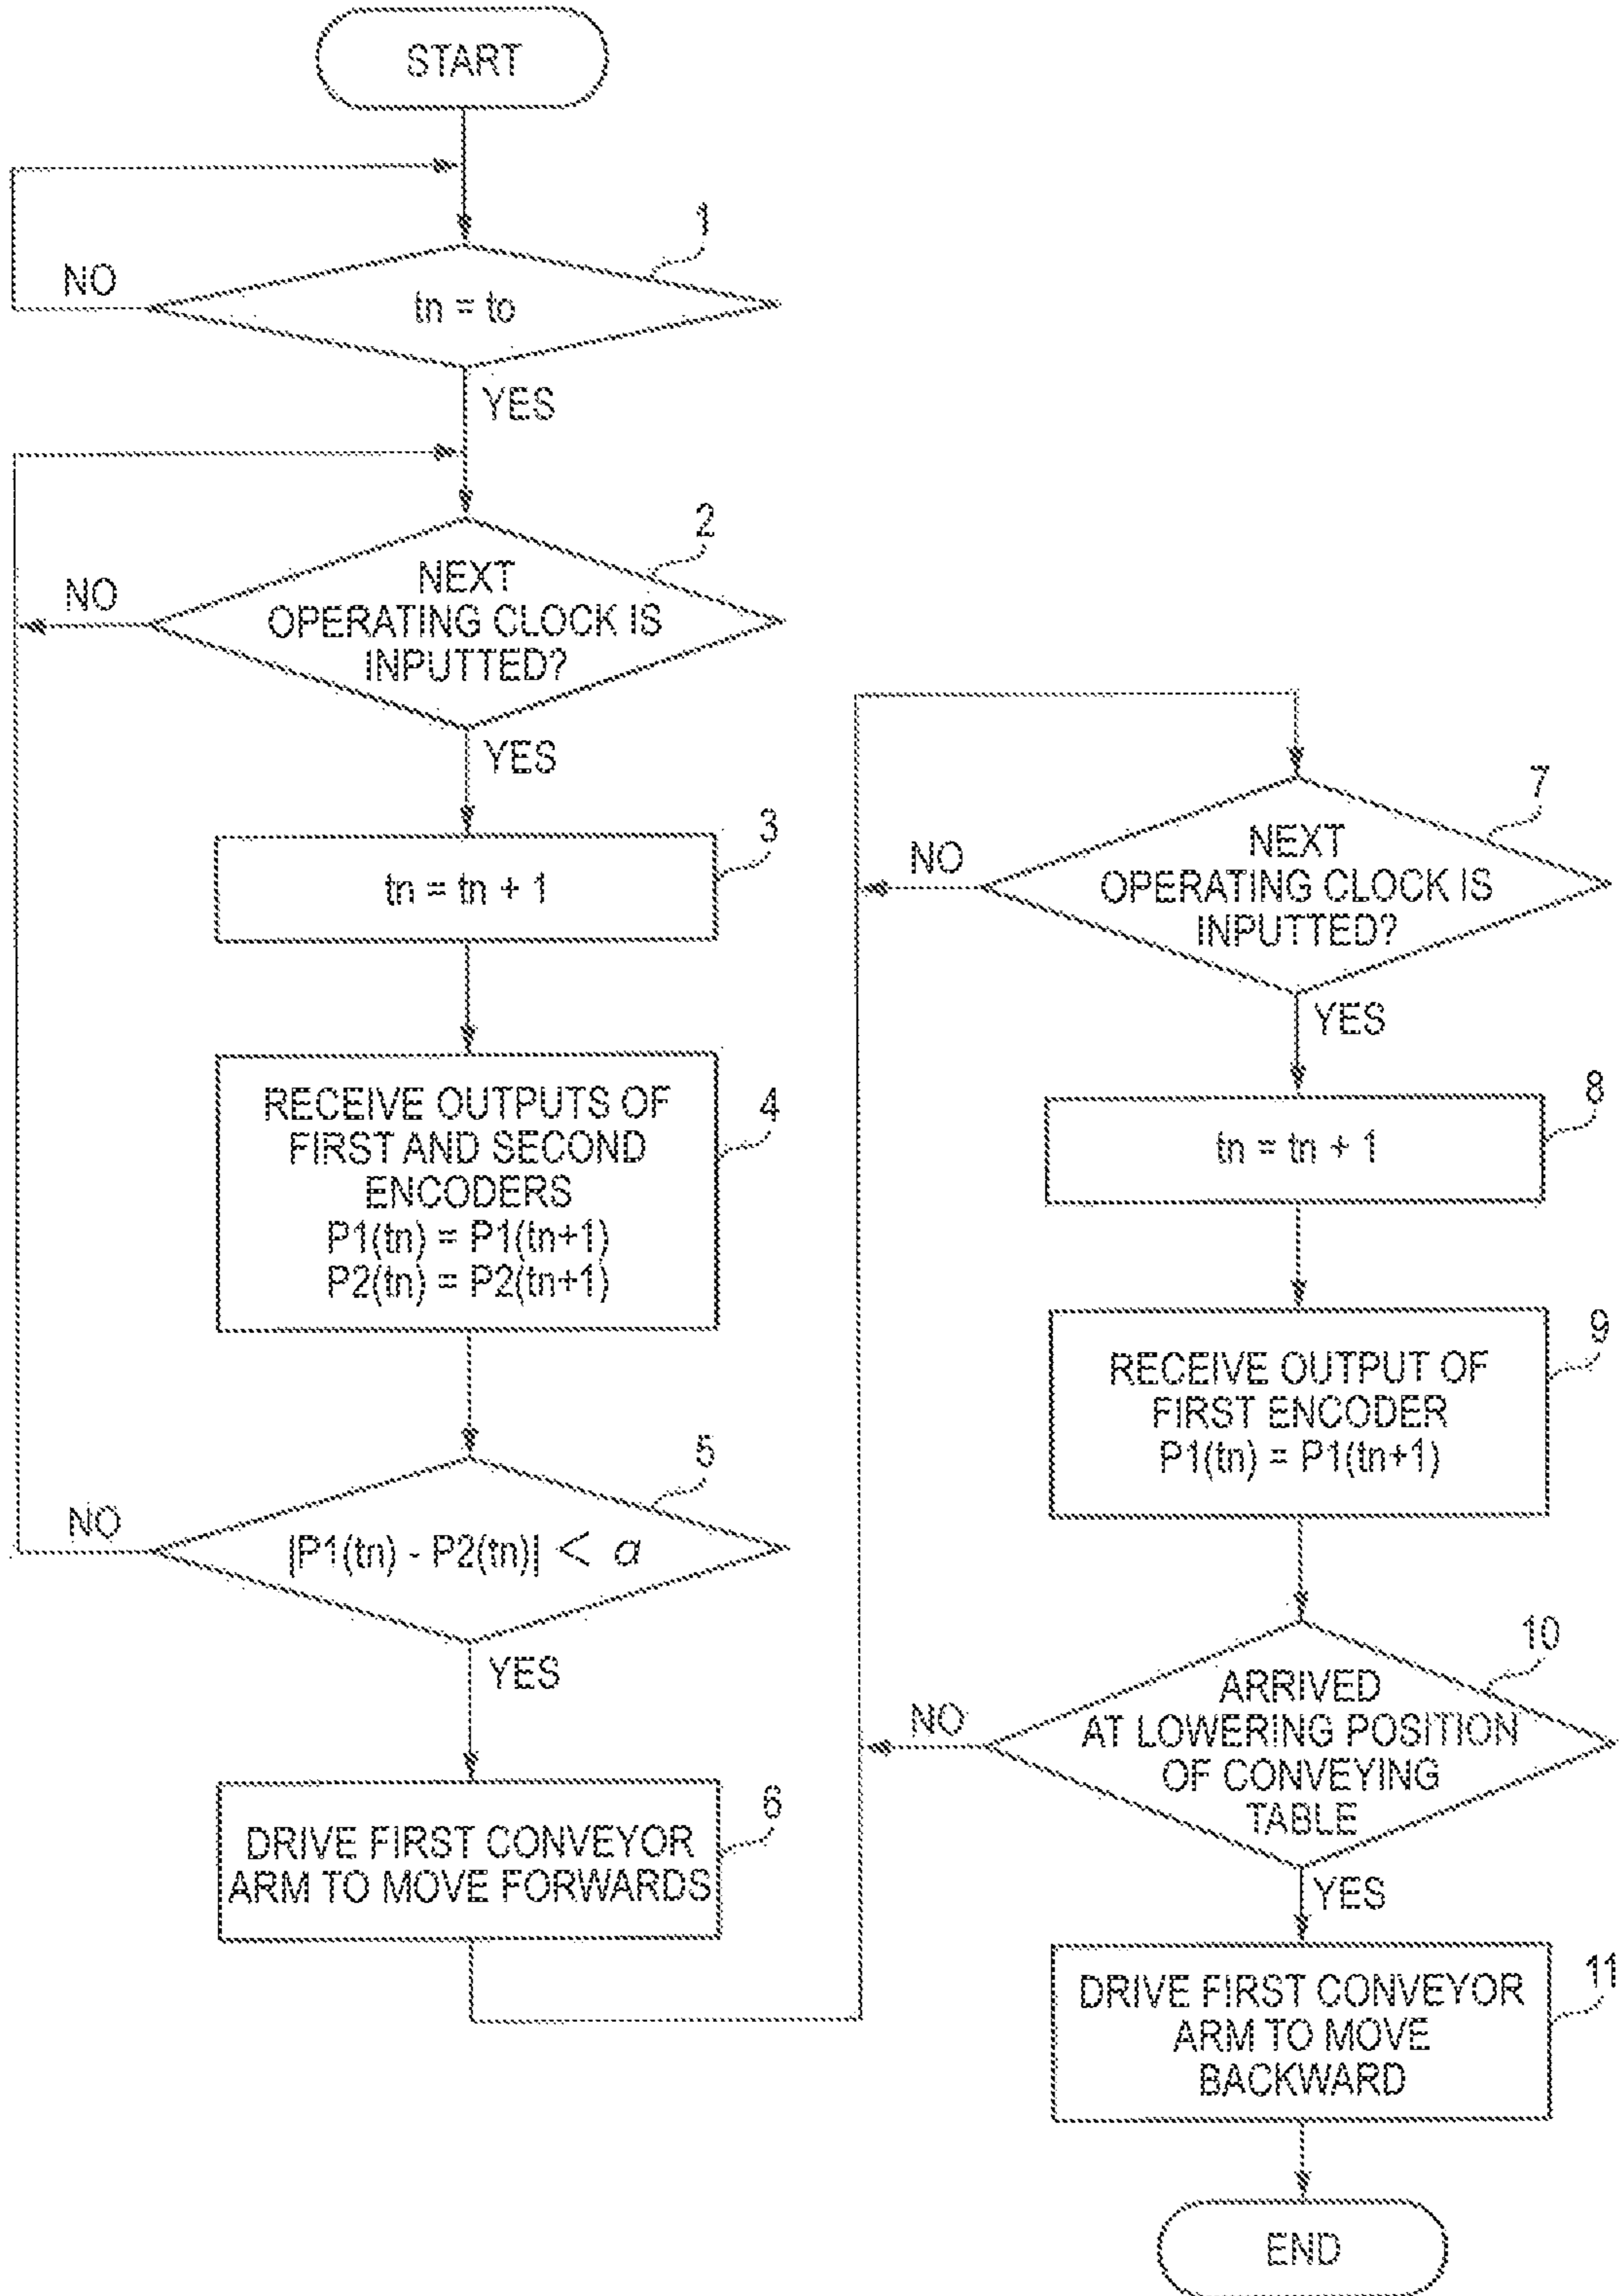 START
1
NO
tn = to
YES
2
NO
NEXT
OPERATING CLOCK IS
INPUTTED?
YES
3
tn = tn + 1
4
RECEIVE OUTPUTS OF
FIRST AND SECOND
ENCODERS
P1(tn) = P1(tn+1)
P2(tn) = P2(tn+1)
5
NO
|P1(tn) - P2(tn)| < α
YES
6
DRIVE FIRST CONVEYOR
ARM TO MOVE FORWARDS
7
NO
NEXT
OPERATING CLOCK IS
INPUTTED?
YES
8
tn = tn + 1
9
RECEIVE OUTPUT OF
FIRST ENCODER
P1(tn) = P1(tn+1)
10
NO
ARRIVED
AT LOWERING POSITION
OF CONVEYING
TABLE
YES
11
DRIVE FIRST CONVEYOR
ARM TO MOVE
BACKWARD
END